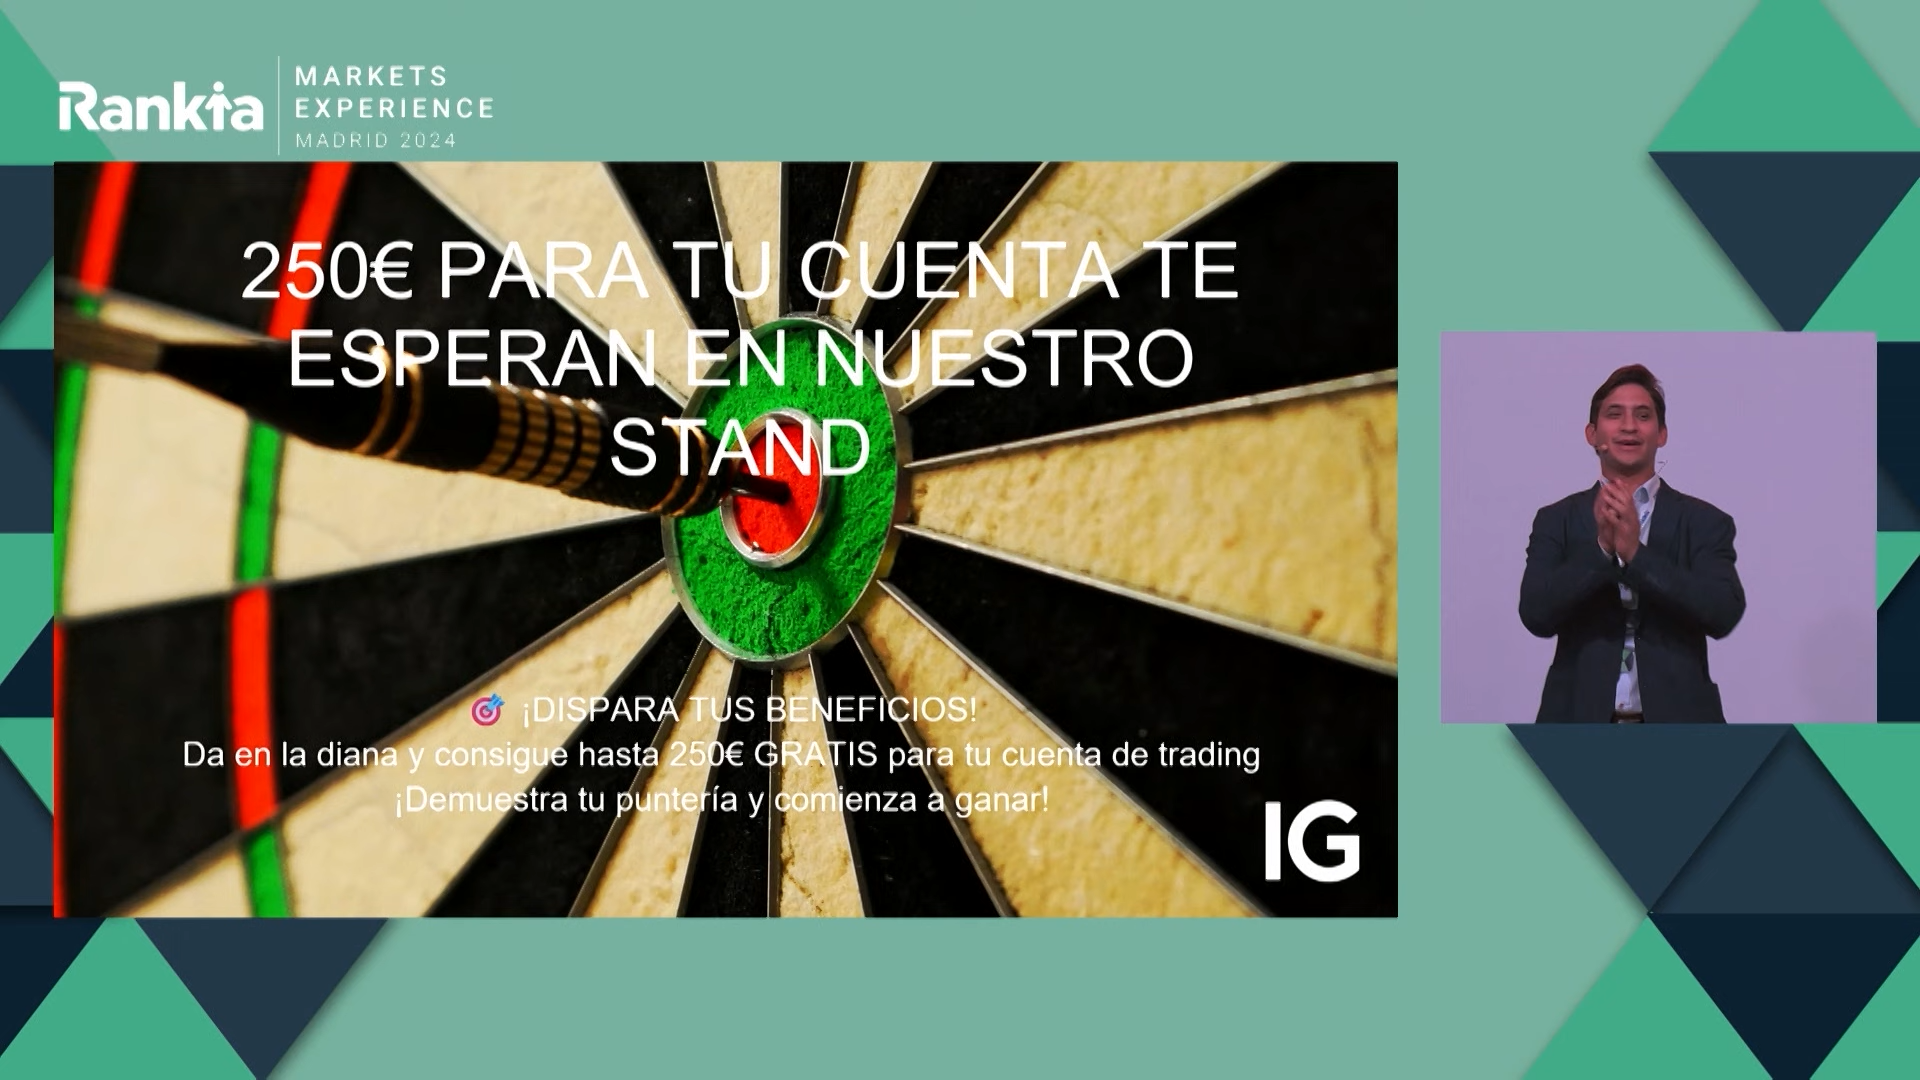 Rankia
MARKETS
EXPERIENCE
MADRID 2024
250€ PARA TU CUENTA TE
ESPERAN EN NUESTRO
STAND
🎯 ¡DISPARA TUS BENEFICIOS!
Da en la diana y consigue hasta 250€ GRATIS para tu cuenta de trading
¡Demuestra tu puntería y comienza a ganar!
IG